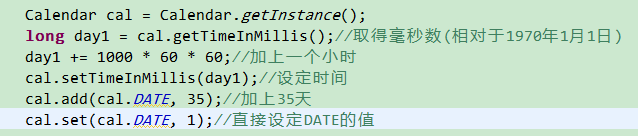 Calendar cal = Calendar.getInstance();
long day1 = cal.getTimeInMillis();//取得毫秒数(相对于1970年1月1日)
day1 += 1000 * 60 * 60;//加上一个小时
cal.setTimeInMillis(day1);//设定时间
cal.add(cal.DATE, 35);//加上35天
cal.set(cal.DATE, 1);//直接设定DATE的值